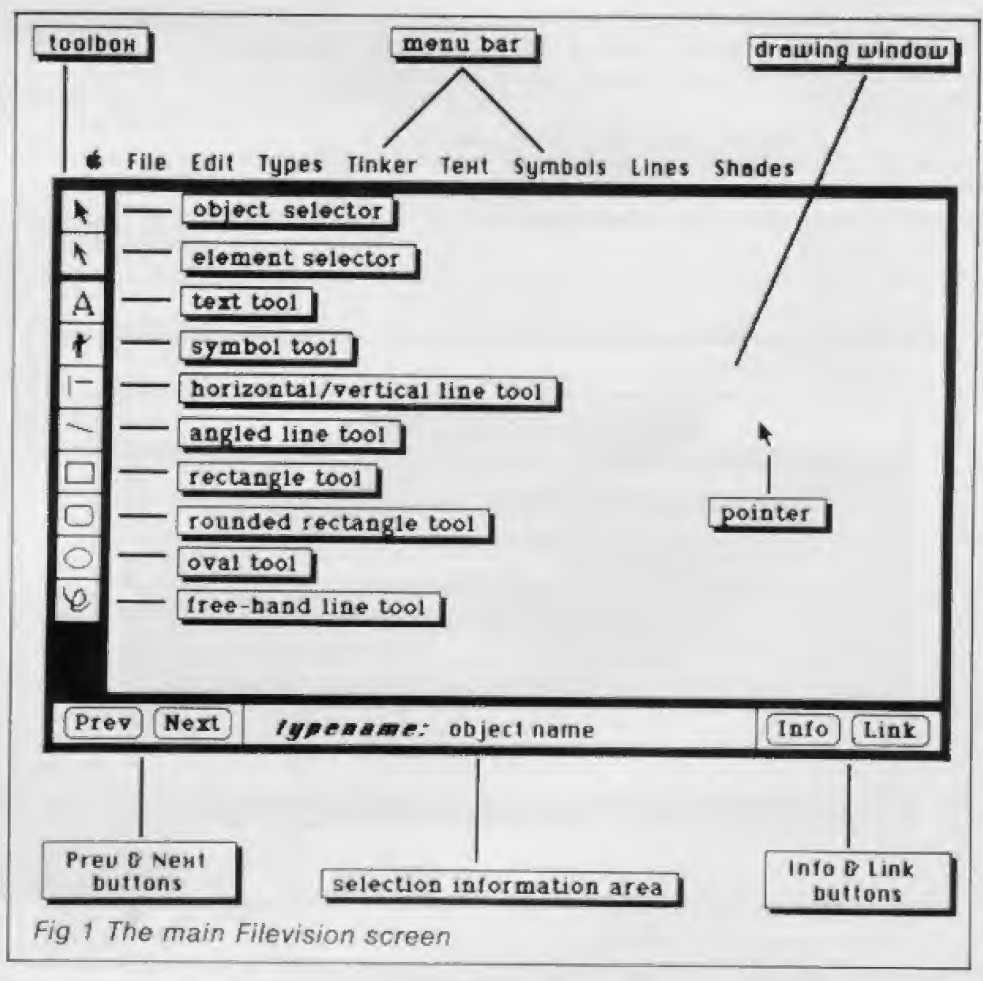 toolbox
menu bar
drawing window
File Edit Types Tinker Text Symbols Lines Shades
object selector
element selector
A
text tool
symbol tool
horizontal/vertical line tool
angled line tool
rectangle tool
pointer
rounded rectangle tool
oval tool
free-hand line tool
Prev Next typename: object name Info Link
Prev & Next
buttons
selection information area
Info & Link
buttons
Fig 1 The main Filevision screen